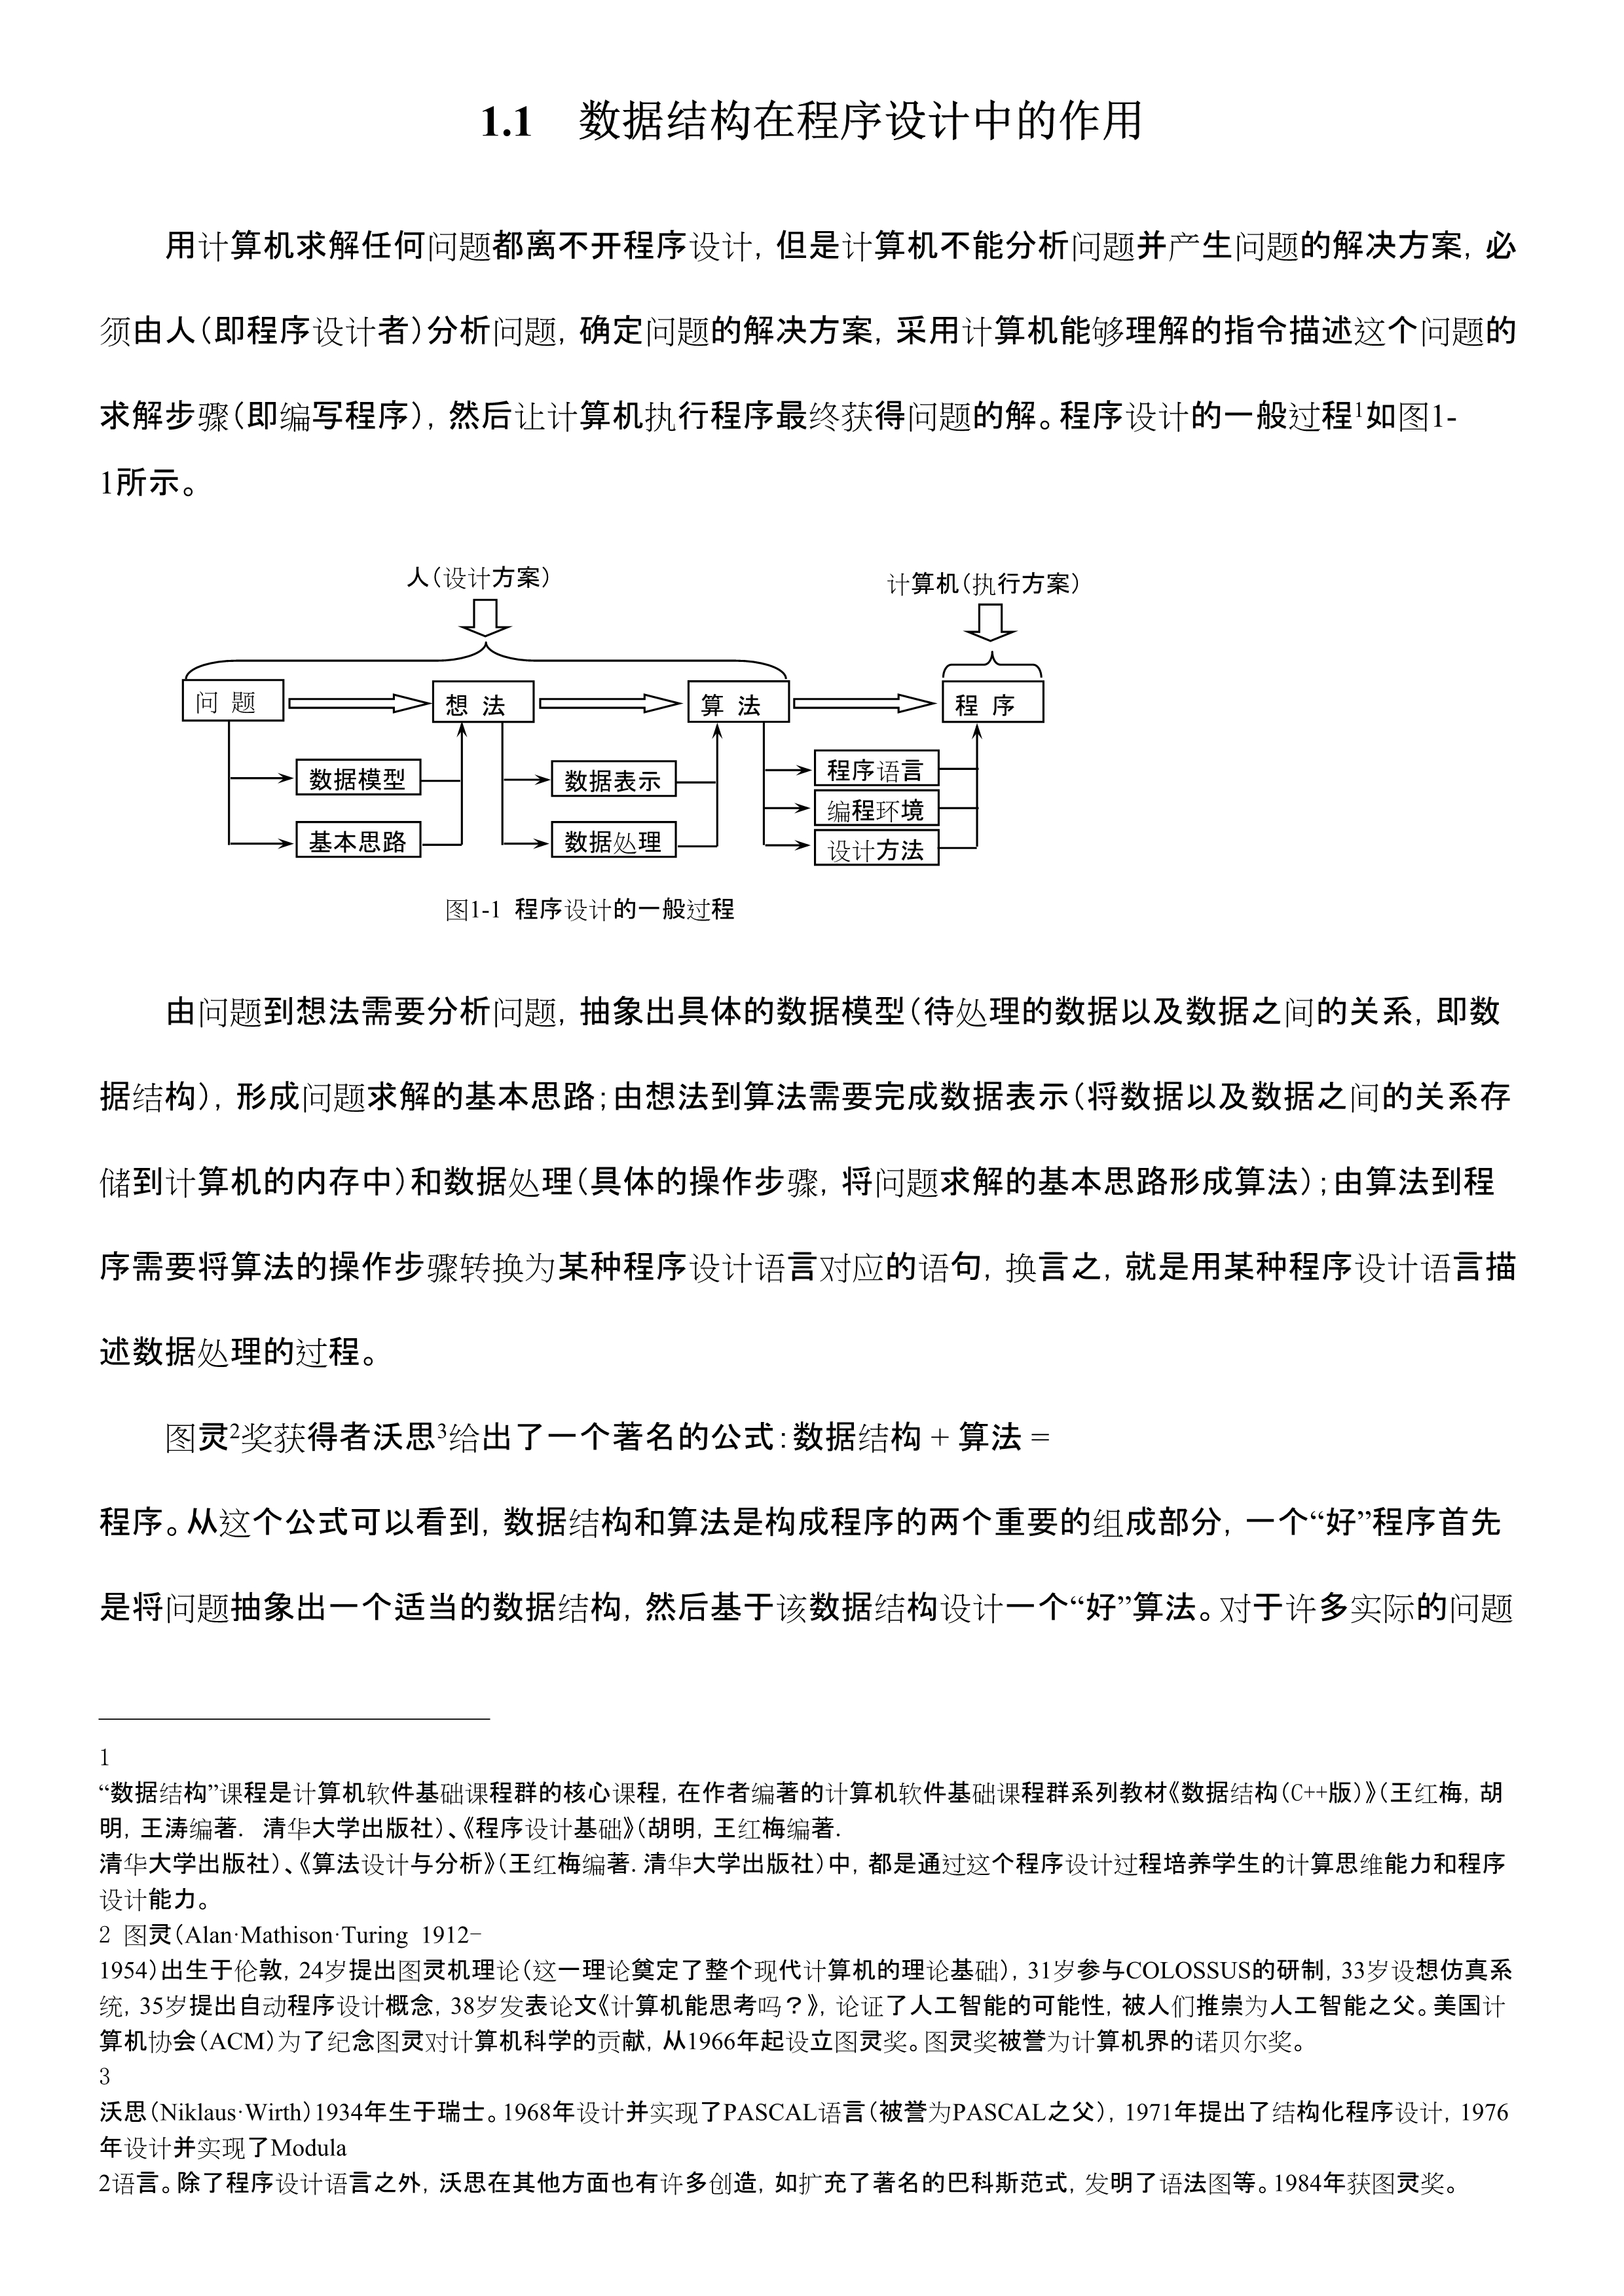 1.1 数据结构在程序设计中的作用
用计算机求解任何问题都离不开程序设计，但是计算机不能分析问题并产生问题的解决方案，必
须由人（即程序设计者）分析问题，确定问题的解决方案，采用计算机能够理解的指令描述这个问题的
求解步骤（即编写程序），然后让计算机执行程序最终获得问题的解。程序设计的一般过程1如图1-
1所示。
人（设计方案）
计算机（执行方案）
问 题
想 法
算 法
程 序
数据模型
数据表示
程序语言
编程环境
基本思路
数据处理
设计方法
图1-1 程序设计的一般过程
由问题到想法需要分析问题，抽象出具体的数据模型（待处理的数据以及数据之间的关系，即数
据结构），形成问题求解的基本思路；由想法到算法需要完成数据表示（将数据以及数据之间的关系存
储到计算机的内存中）和数据处理（具体的操作步骤，将问题求解的基本思路形成算法）；由算法到程
序需要将算法的操作步骤转换为某种程序设计语言对应的语句，换言之，就是用某种程序设计语言描
述数据处理的过程。
图灵2奖获得者沃思3给出了一个著名的公式：数据结构 + 算法 =
程序。从这个公式可以看到，数据结构和算法是构成程序的两个重要的组成部分，一个“好”程序首先
是将问题抽象出一个适当的数据结构，然后基于该数据结构设计一个“好”算法。对于许多实际的问题
1
“数据结构”课程是计算机软件基础课程群的核心课程，在作者编著的计算机软件基础课程群系列教材《数据结构（C++版）》（王红梅，胡
明，王涛编著． 清华大学出版社）、《程序设计基础》（胡明，王红梅编著．
清华大学出版社）、《算法设计与分析》（王红梅编著．清华大学出版社）中，都是通过这个程序设计过程培养学生的计算思维能力和程序
设计能力。
2 图灵（Alan·Mathison·Turing 1912-
1954）出生于伦敦，24岁提出图灵机理论（这一理论奠定了整个现代计算机的理论基础），31岁参与COLOSSUS的研制，33岁设想仿真系
统，35岁提出自动程序设计概念，38岁发表论文《计算机能思考吗？》，论证了人工智能的可能性，被人们推崇为人工智能之父。美国计
算机协会（ACM）为了纪念图灵对计算机科学的贡献，从1966年起设立图灵奖。图灵奖被誉为计算机界的诺贝尔奖。
3
沃思（Niklaus·Wirth）1934年生于瑞士。1968年设计并实现了PASCAL语言（被誉为PASCAL之父），1971年提出了结构化程序设计，1976
年设计并实现了Modula
2语言。除了程序设计语言之外，沃思在其他方面也有许多创造，如扩充了著名的巴科斯范式，发明了语法图等。1984年获图灵奖。